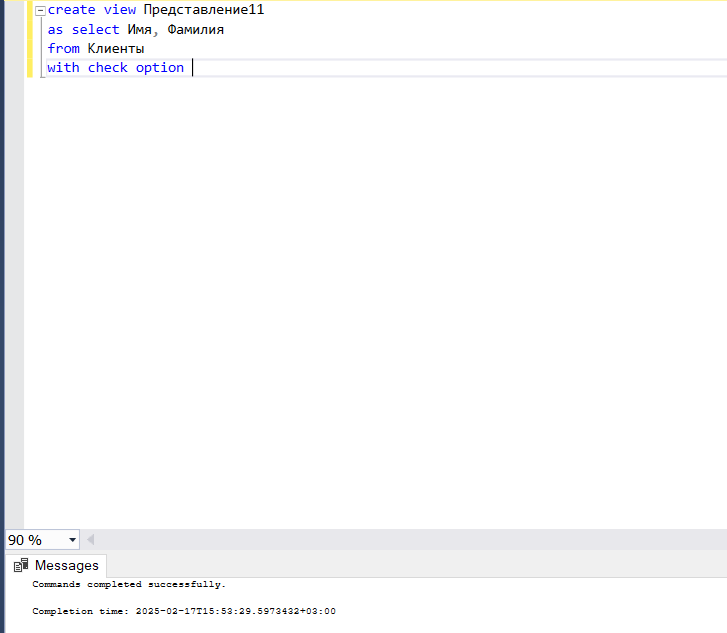 create view Представление11
as select Имя, Фамилия
from Клиенты
with check option
90 %
Messages
Commands completed successfully.
Completion time: 2025-02-17T15:53:29.5973432+03:00